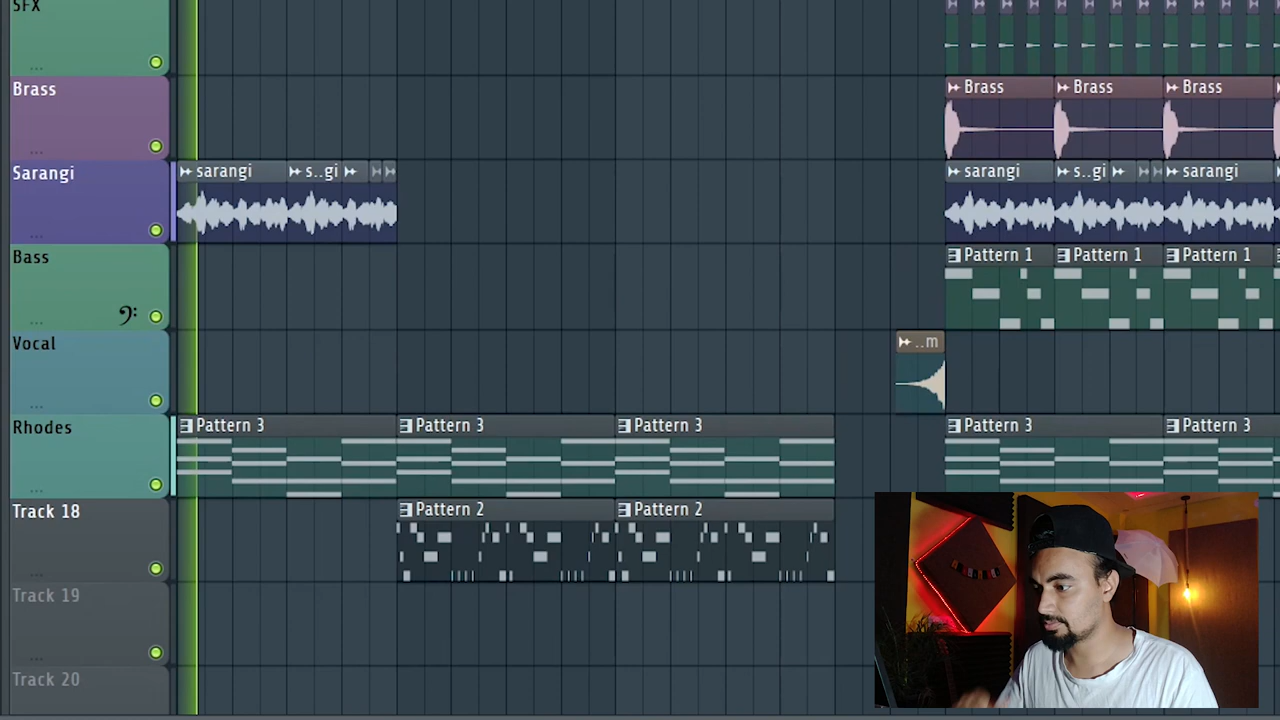 SFX
Brass
Brass Brass Brass
Sarangi
sarangi s..gi sarangi s..gi sarangi
Bass
Pattern 1 Pattern 1 Pattern 1
Vocal
..m
Rhodes
Pattern 3 Pattern 3 Pattern 3 Pattern 3 Pattern 3
Track 18
Pattern 2 Pattern 2
Track 19
Track 20